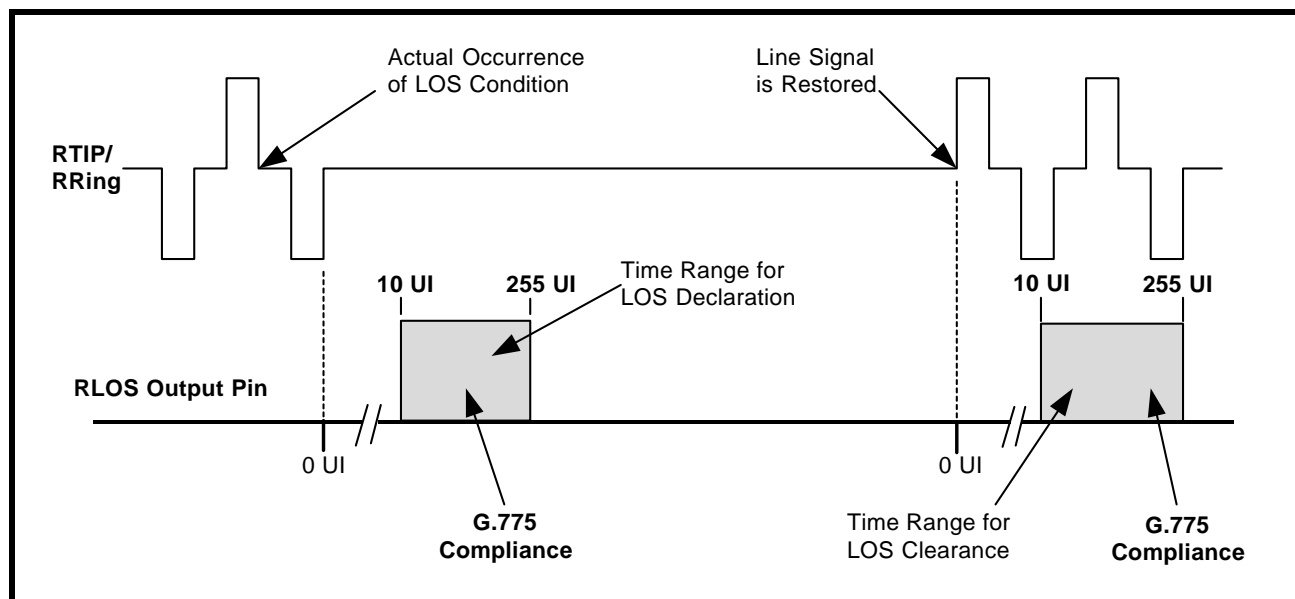 Actual Occurrence
of LOS Condition
Line Signal
is Restored
RTIP/
RRing
Time Range for
LOS Declaration
10 UI
255 UI
10 UI
255 UI
RLOS Output Pin
0 UI
0 UI
G.775
Compliance
Time Range for
LOS Clearance
G.775
Compliance